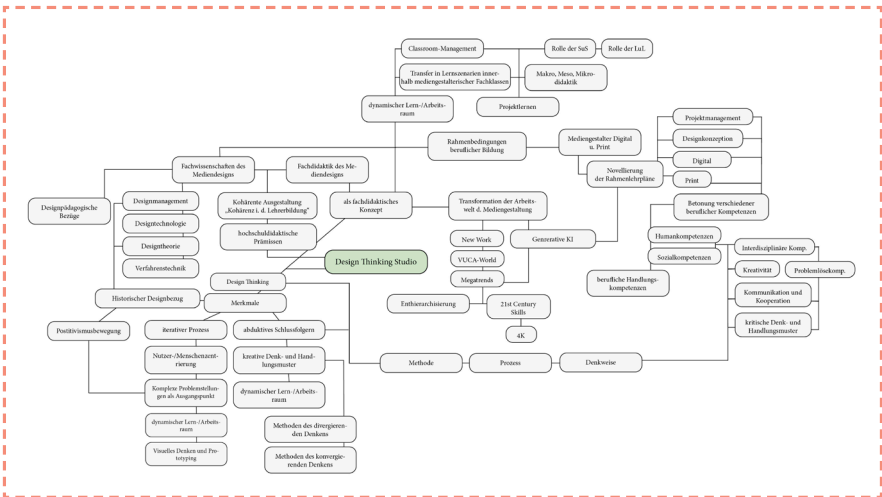 Classroom-Management
Rolle der SuS
Rolle der LuL
Transfer in Lernszenarien inner-
halb mediengestalterischer Fachklassen
Makro, Meso, Mikro-
didaktik
dynamischer Lern-/Arbeits-
raum
Projektlernen
Projektmanagement
Rahmenbedingungen
beruflicher Bildung
Mediengestalter Digital
u. Print
Designkonzeption
Digital
Fachwissenschaften des
Mediendesigns
Fachdidaktik des Me-
diendesigns
Novellierung
der Rahmenlehrpläne
Print
Designpädagogische
Bezüge
Designmanagement
Kohärente Ausgestaltung
„Kohärenz i. d. Lehrerbildung“
als fachdidaktisches
Konzept
Transformation der Arbeits-
welt d. Mediengestaltung
Betonung verschiedener
beruflicher Kompetenzen
Designtechnologie
hochschuldidaktische
Prämissen
New Work
Generative KI
Humankompetenzen
Designtheorie
Interdisziplinäre Komp.
VUCA-World
Sozialkompetenzen
Design Thinking Studio
Verfahrenstechnik
Kreativität
Problemlösekomp.
Design Thinking
Megatrends
berufliche Handlungs-
kompetenzen
Historischer Designbezug
Merkmale
Enthierarchisierung
21st Century
Skills
Kommunikation und
Kooperation
Postitivismusbewegung
iterativer Prozess
abduktives Schlussfolgern
4K
kritische Denk- und
Handlungsmuster
Nutzer-/Menschenzent-
rierung
kreative Denk- und Hand-
lungsmuster
Methode
Prozess
Denkweise
Komplexe Problemstellun-
gen als Ausgangspunkt
dynamischer Lern-/Arbeits-
raum
dynamischer Lern-/Arbeits-
raum
Methoden des divergieren-
den Denkens
Visuelles Denken und Pro-
totyping
Methoden des konvergie-
renden Denkens